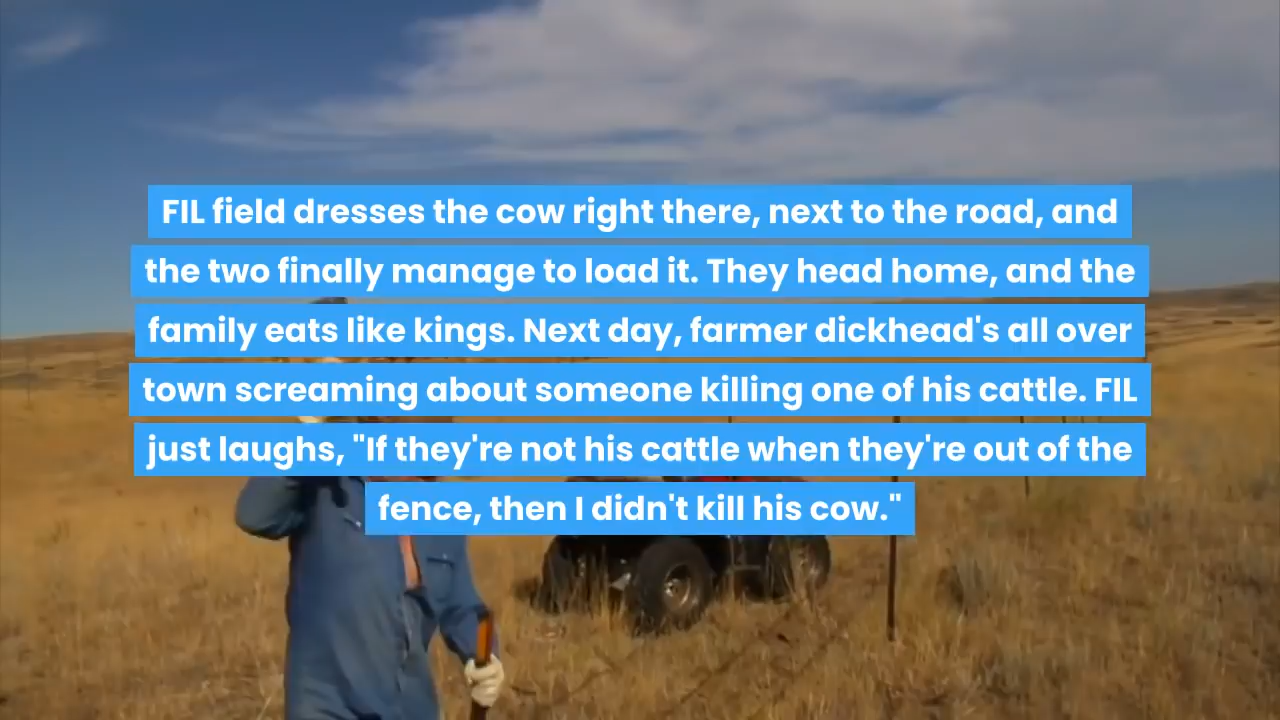 FIL field dresses the cow right there, next to the road, and
the two finally manage to load it. They head home, and the
family eats like kings. Next day, farmer dickhead's all over
town screaming about someone killing one of his cattle. FIL
just laughs, "If they're not his cattle when they're out of the
fence, then I didn't kill his cow."